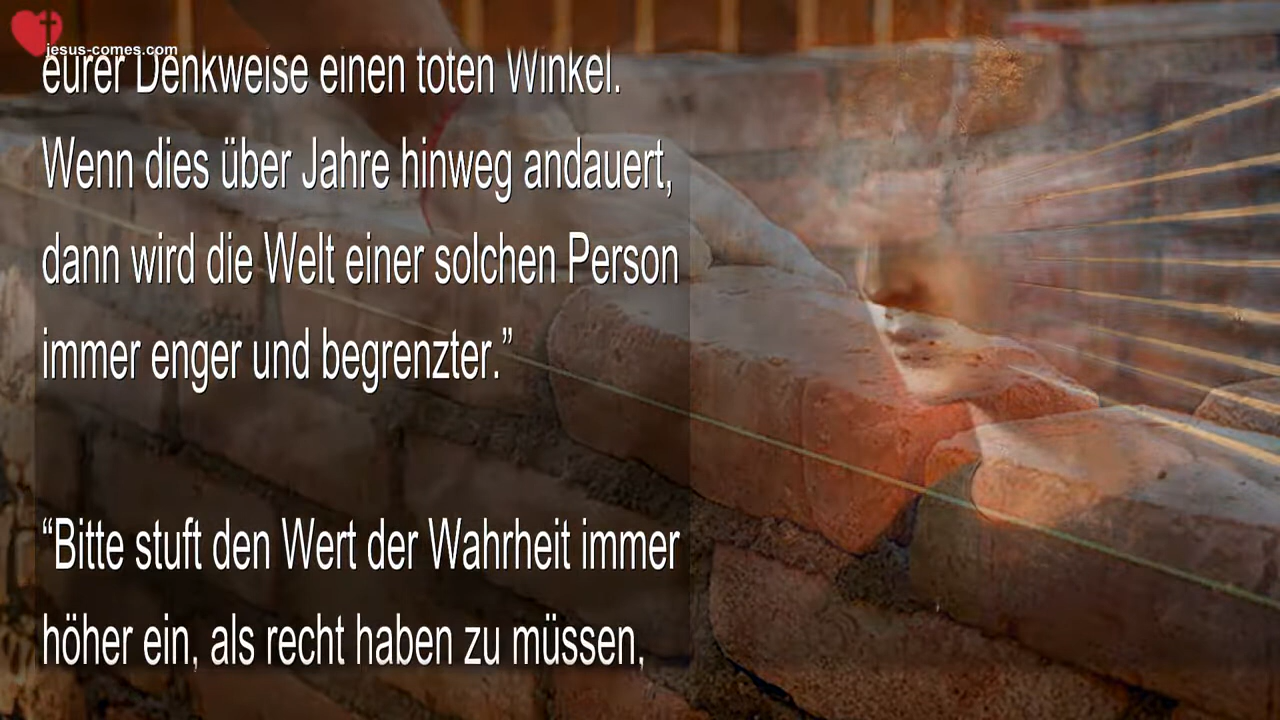 jesus-comes.com
eurer Denkweise einen toten Winkel.
Wenn dies über Jahre hinweg andauert,
dann wird die Welt einer solchen Person
immer enger und begrenzter.”
“Bitte stuft den Wert der Wahrheit immer
höher ein, als recht haben zu müssen,